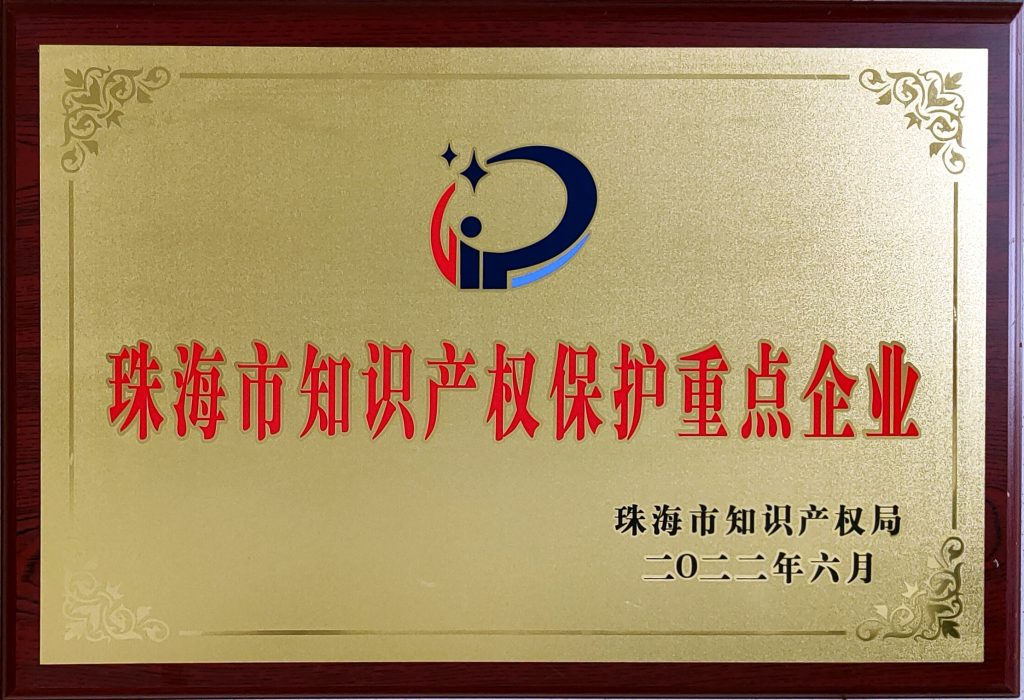 iP
珠海市知识产权保护重点企业
珠海市知识产权局
二〇二二年六月